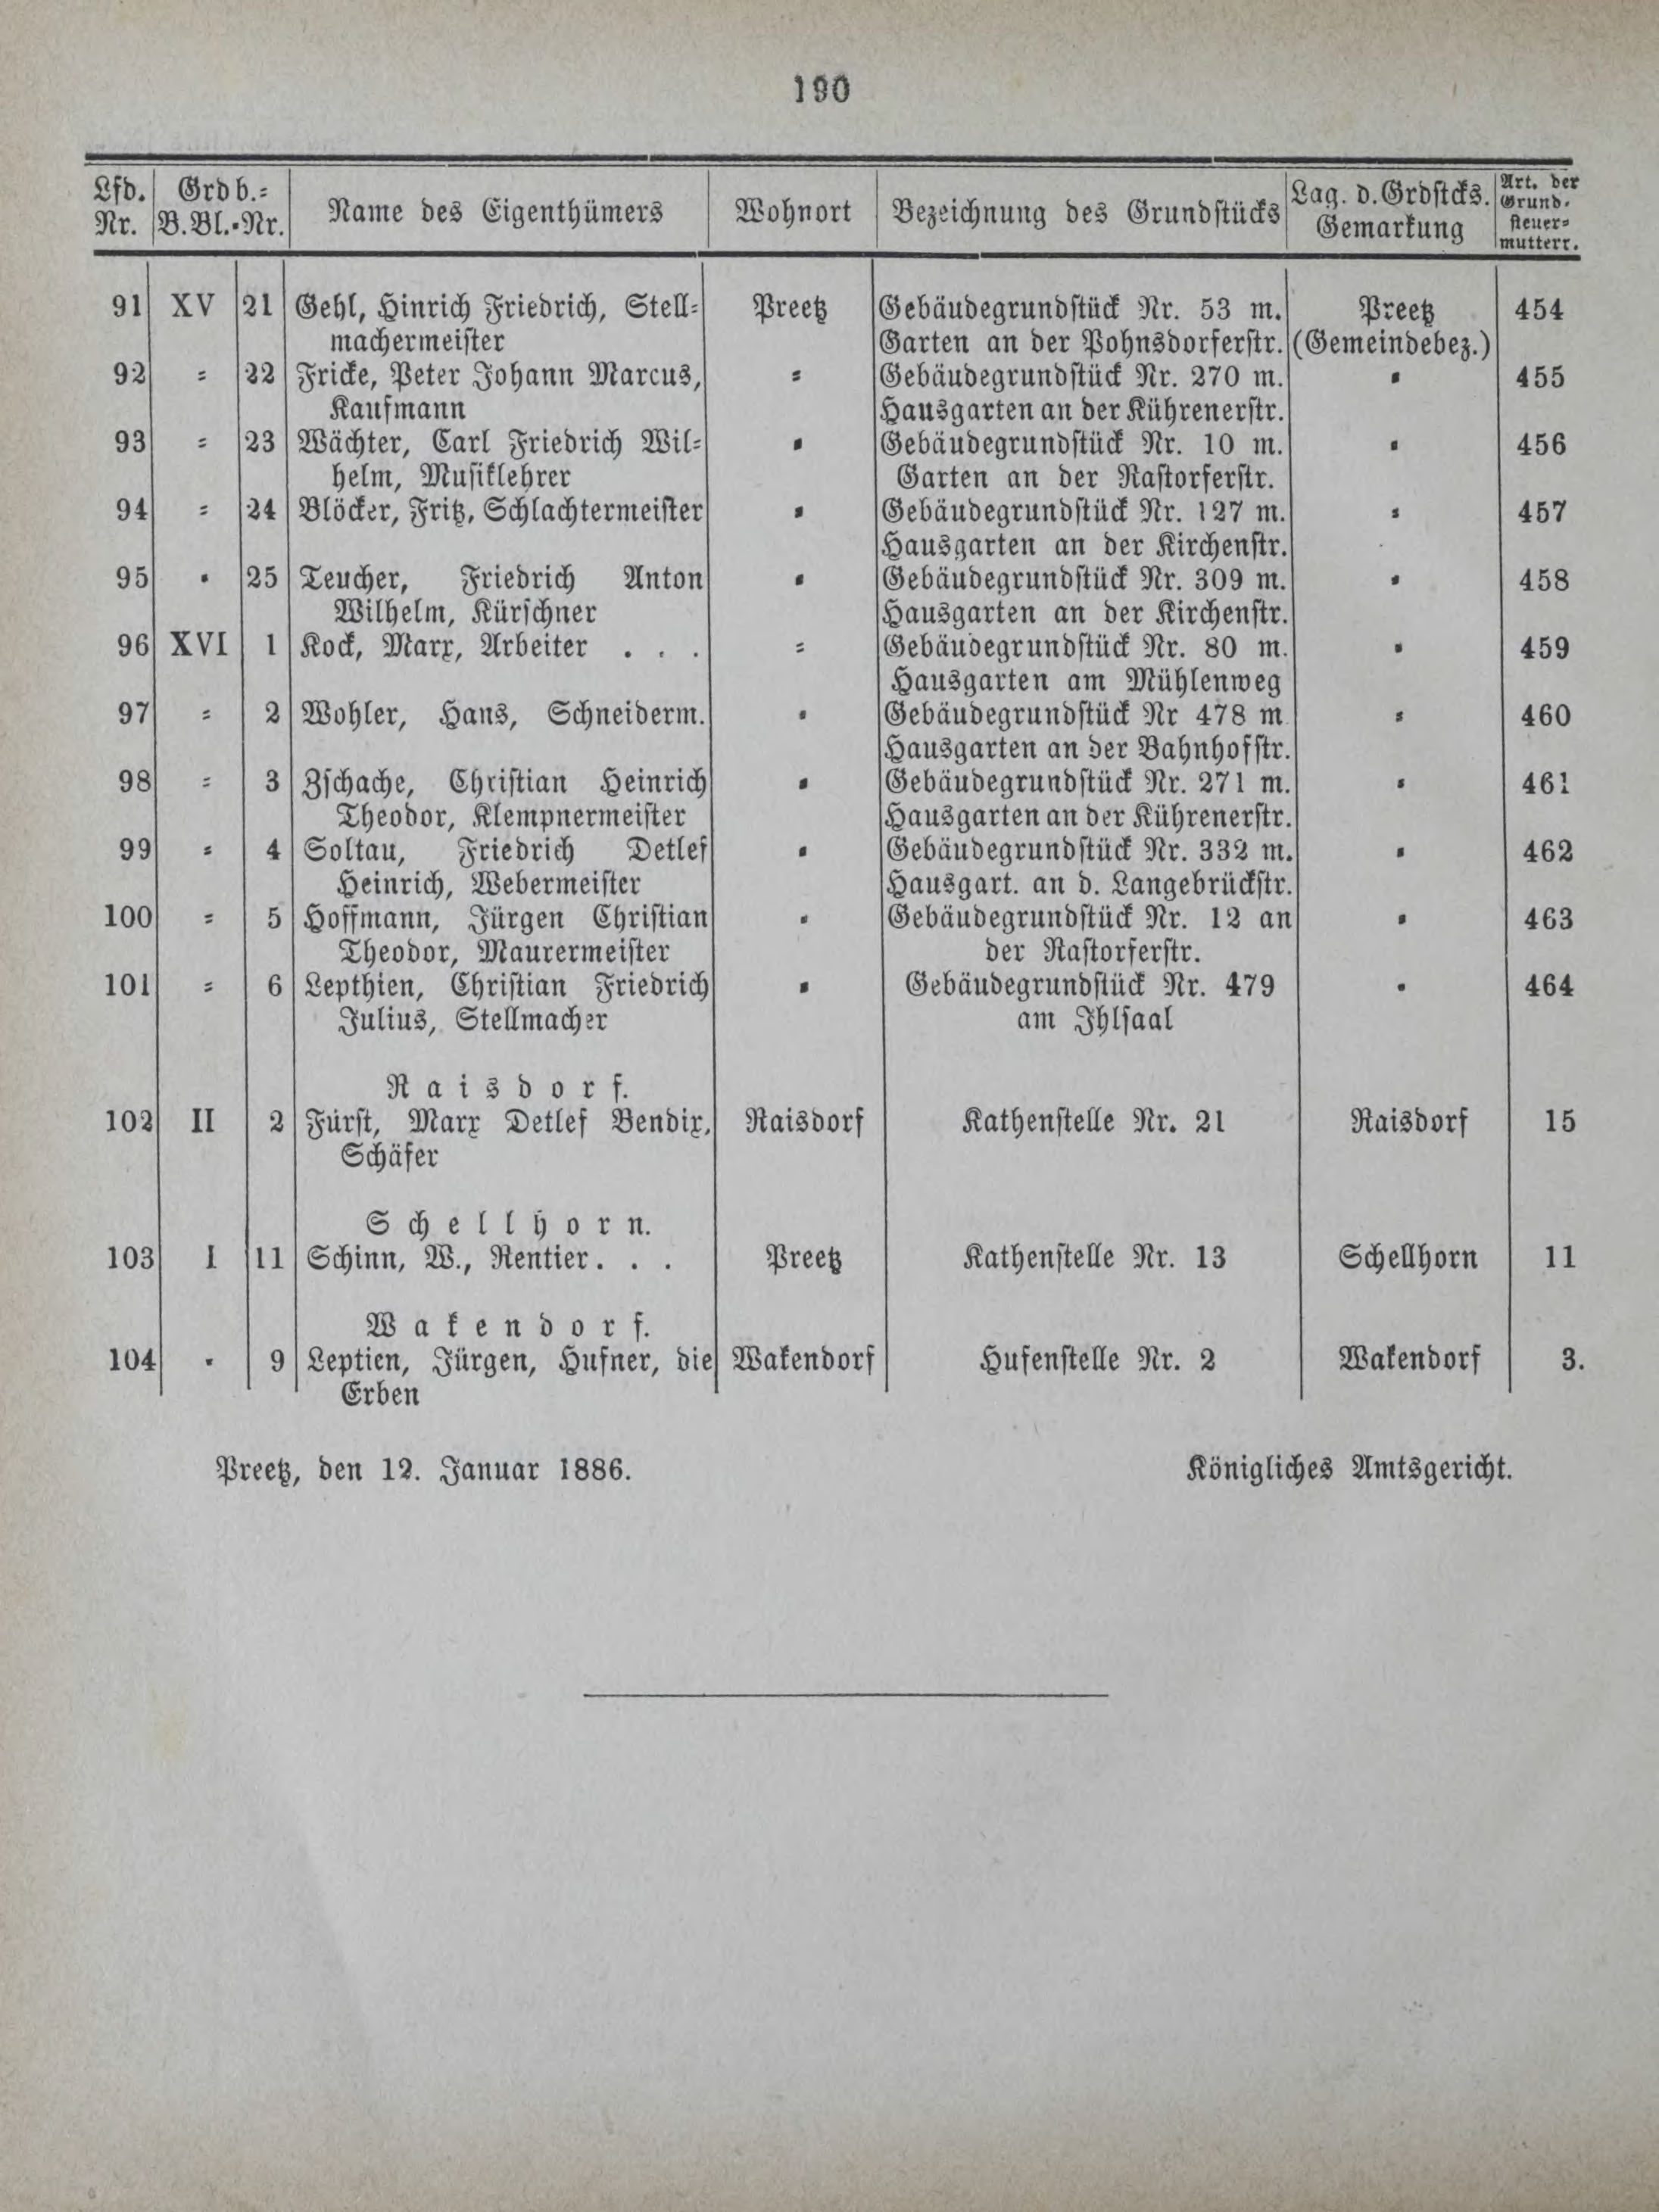 190
Lfd. Grdb.= Name des Eigenthümers Wohnort Bezeichnung des Grundstücks Lag. d. Grdstcks. Art. der
Nr. B.Bl.=Nr. Gemarkung Grund=
steuer=
mutterr.
91 XV 21 Gehl, Hinrich Friedrich, Stell= Preetz Gebäudegrundstück Nr. 53 m. Preetz 454
machermeister Garten an der Pohnsdorferstr. (Gemeindebez.)
92 = 22 Fricke, Peter Johann Marcus, = Gebäudegrundstück Nr. 270 m. = 455
Kaufmann Hausgarten an der Kührenerstr.
93 = 23 Wächter, Carl Friedrich Wil= = Gebäudegrundstück Nr. 10 m. = 456
helm, Musiklehrer Garten an der Rastorferstr.
94 = 24 Blöcker, Fritz, Schlachtermeister = Gebäudegrundstück Nr. 127 m. = 457
Hausgarten an der Kirchenstr.
95 = 25 Teucher, Friedrich Anton = Gebäudegrundstück Nr. 309 m. = 458
Wilhelm, Kürschner Hausgarten an der Kirchenstr.
96 XVI 1 Kock, Marx, Arbeiter . . . = Gebäudegrundstück Nr. 80 m. = 459
Hausgarten am Mühlenweg
97 = 2 Wohler, Hans, Schneiderm. = Gebäudegrundstück Nr 478 m = 460
Hausgarten an der Bahnhofstr.
98 = 3 Zschache, Christian Heinrich = Gebäudegrundstück Nr. 271 m. = 461
Theodor, Klempnermeister Hausgarten an der Kührenerstr.
99 = 4 Soltau, Friedrich Detlef = Gebäudegrundstück Nr. 332 m. = 462
Heinrich, Webermeister Hausgart. an d. Langebrückstr.
100 = 5 Hoffmann, Jürgen Christian = Gebäudegrundstück Nr. 12 an = 463
Theodor, Maurermeister der Rastorferstr.
101 = 6 Lepthien, Christian Friedrich = Gebäudegrundstück Nr. 479 = 464
Julius, Stellmacher am Ihlsaal
Raisdorf.
102 II 2 Fürst, Marx Detlef Bendix, Raisdorf Kathenstelle Nr. 21 Raisdorf 15
Schäfer
Schellhorn.
103 I 11 Schinn, W., Rentier. . . Preetz Kathenstelle Nr. 13 Schellhorn 11
Wakendorf.
104 = 9 Leptien, Jürgen, Hufner, die Wakendorf Hufenstelle Nr. 2 Wakendorf 3.
Erben
Preetz, den 12. Januar 1886. Königliches Amtsgericht.